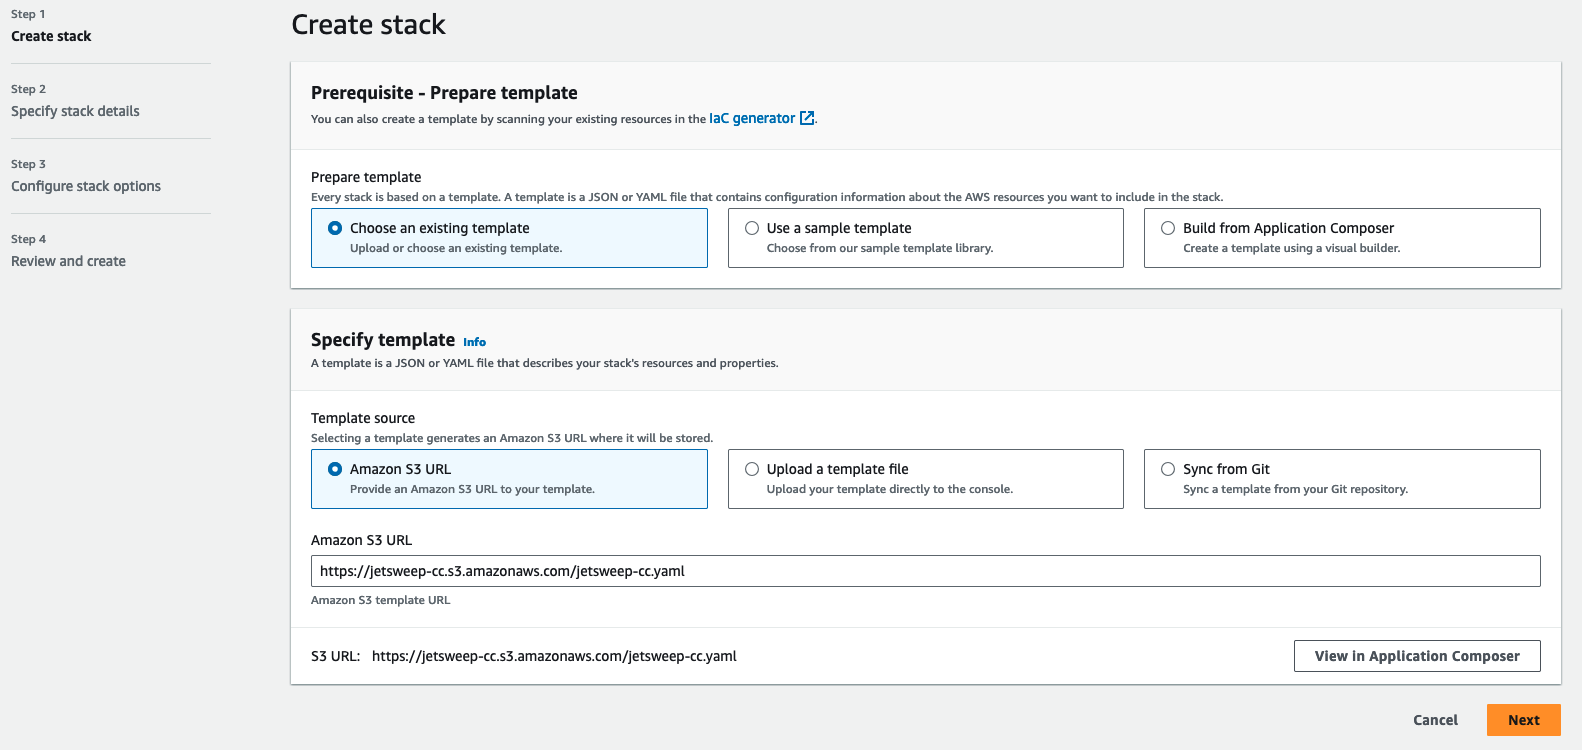 Step 1
Create stack
Step 2
Specify stack details
Step 3
Configure stack options
Step 4
Review and create
Create stack
Prerequisite - Prepare template
You can also create a template by scanning your existing resources in the IaC generator.
Prepare template
Every stack is based on a template. A template is a JSON or YAML file that contains configuration information about the AWS resources you want to include in the stack.
Choose an existing template
Upload or choose an existing template.
Use a sample template
Choose from our sample template library.
Build from Application Composer
Create a template using a visual builder.
Specify template Info
A template is a JSON or YAML file that describes your stack's resources and properties.
Template source
Selecting a template generates an Amazon S3 URL where it will be stored.
Amazon S3 URL
Provide an Amazon S3 URL to your template.
Upload a template file
Upload your template directly to the console.
Sync from Git
Sync a template from your Git repository.
Amazon S3 URL
https://jetsweep-cc.s3.amazonaws.com/jetsweep-cc.yaml
Amazon S3 template URL
S3 URL: https://jetsweep-cc.s3.amazonaws.com/jetsweep-cc.yaml
View in Application Composer
Cancel
Next